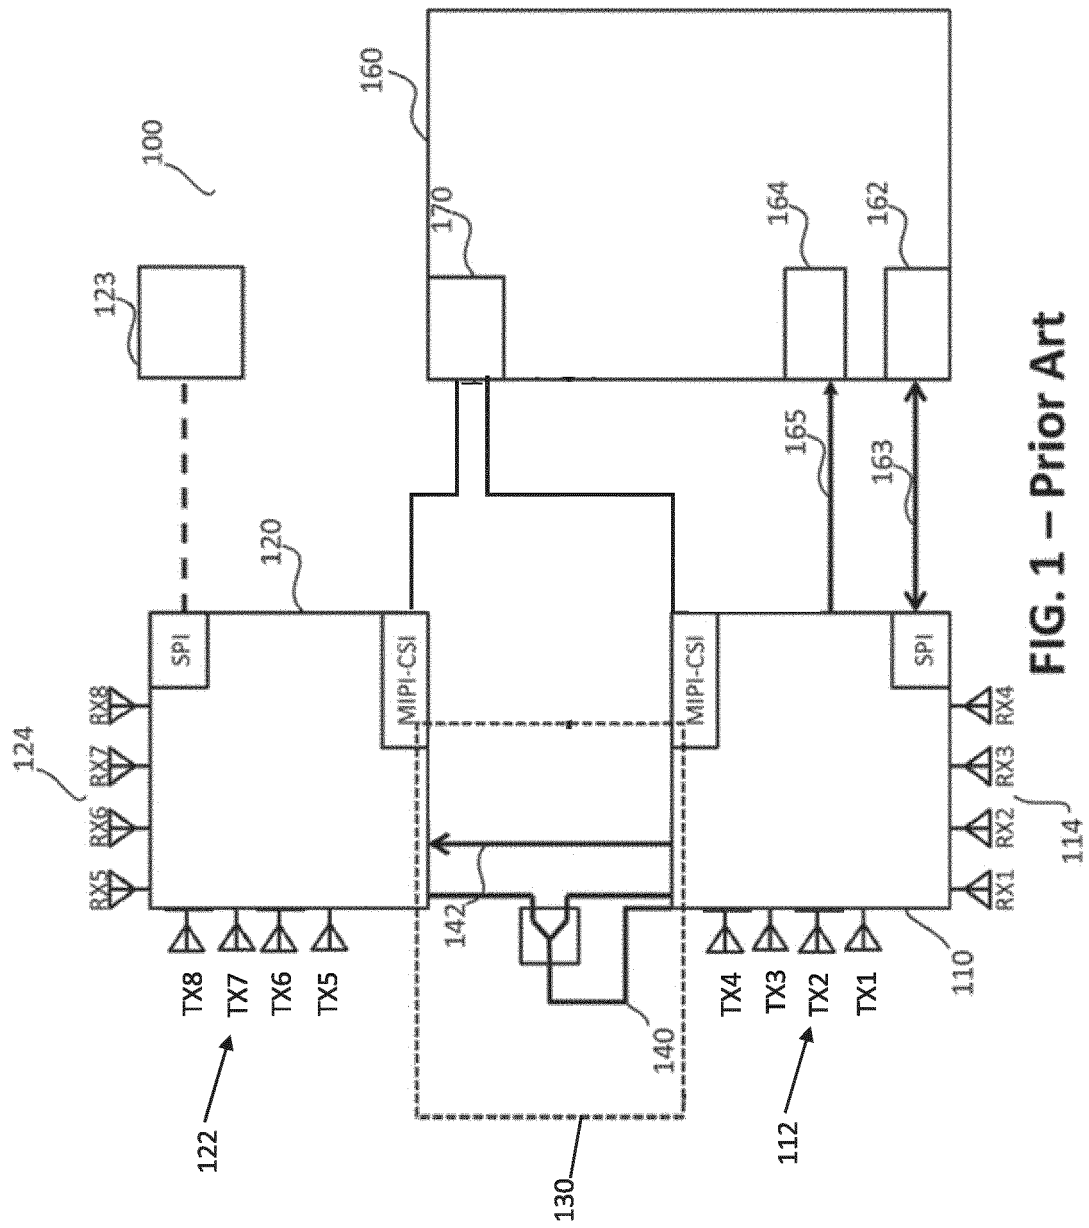 100
123
160
170
164
162
165
163
120
SPI
MIPI-CSI
MIPI-CSI
SPI
124
RX5
RX6
RX7
RX8
TX8
TX7
TX6
TX5
122
142
140
130
TX4
TX3
TX2
TX1
112
110
RX1
RX2
RX3
RX4
114
FIG. 1 – Prior Art